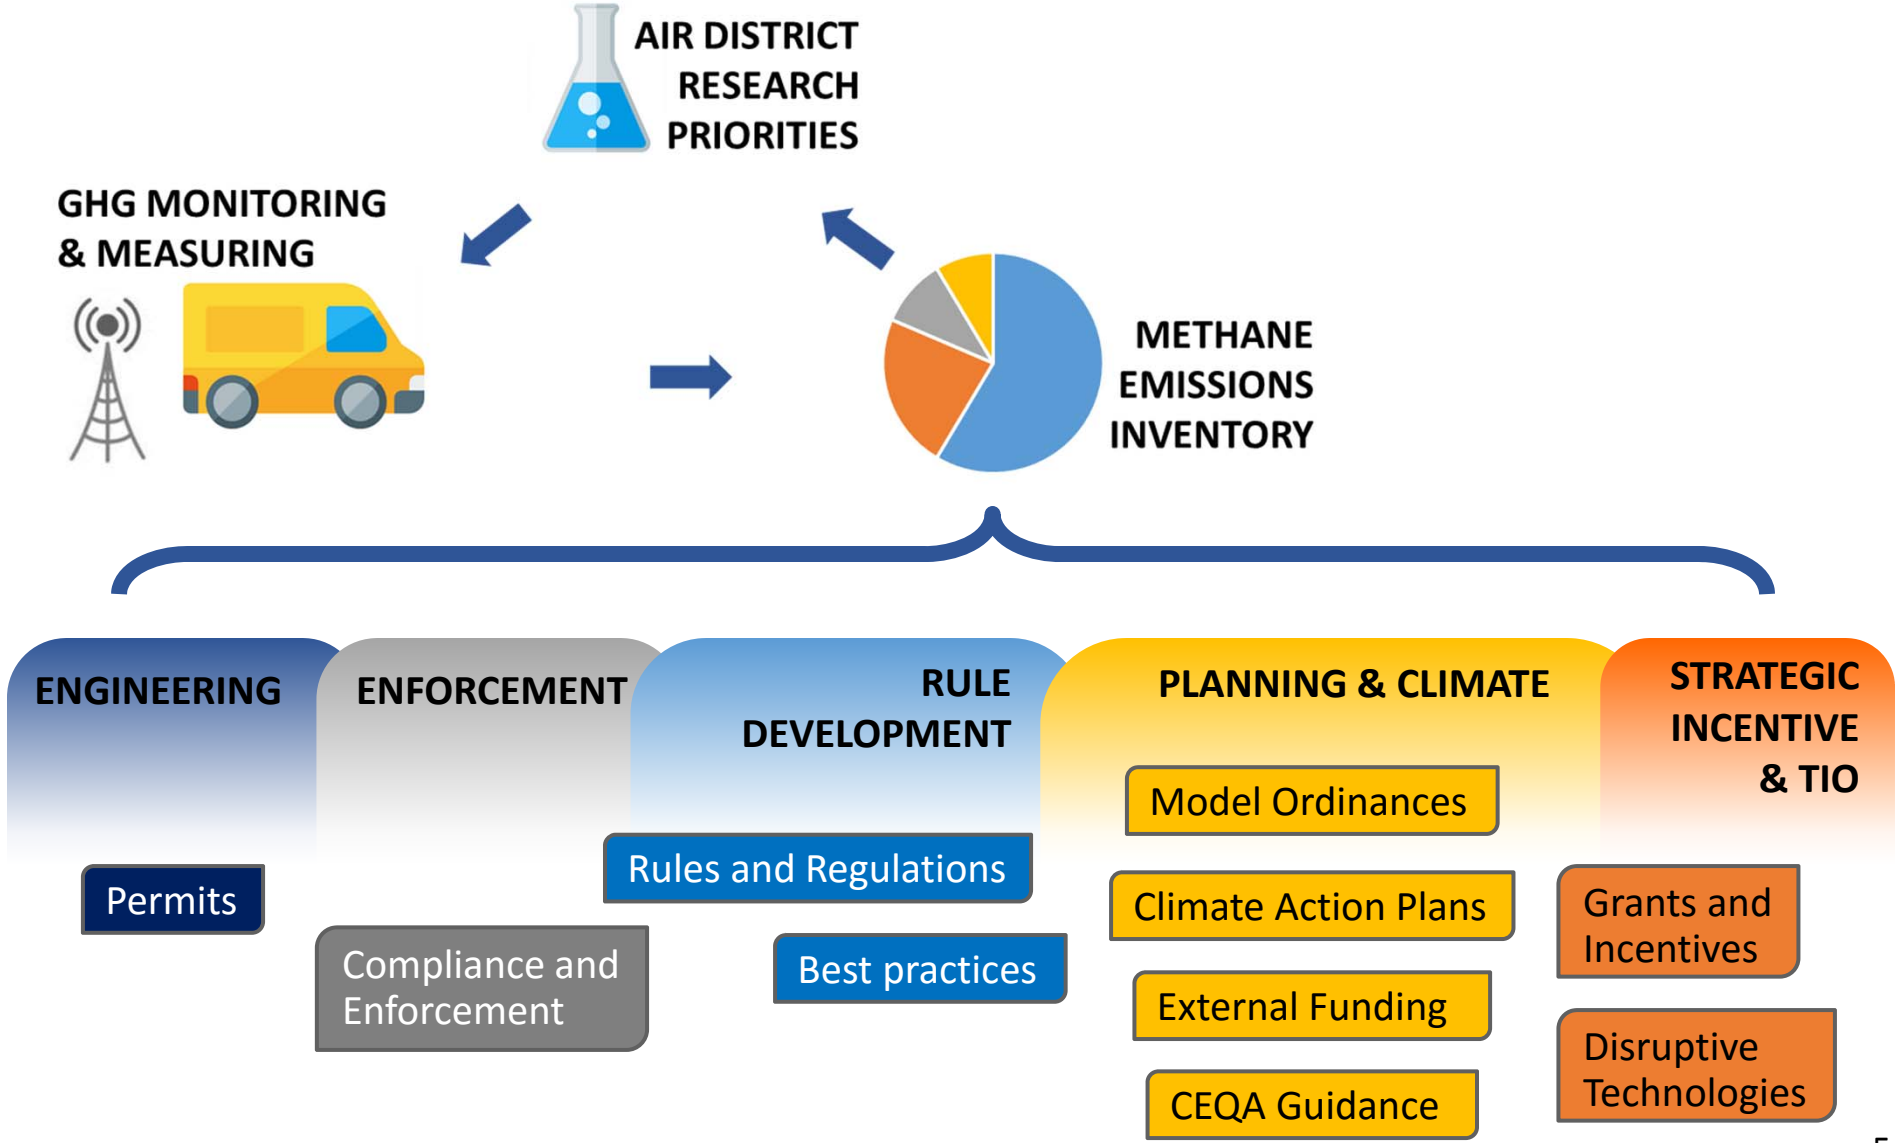 AIR DISTRICT
RESEARCH
PRIORITIES
GHG MONITORING
& MEASURING
METHANE
EMISSIONS
INVENTORY
ENGINEERING
ENFORCEMENT
RULE
DEVELOPMENT
PLANNING & CLIMATE
STRATEGIC
INCENTIVE
& TIO
Permits
Compliance and
Enforcement
Rules and Regulations
Best practices
Model Ordinances
Climate Action Plans
External Funding
CEQA Guidance
Grants and
Incentives
Disruptive
Technologies